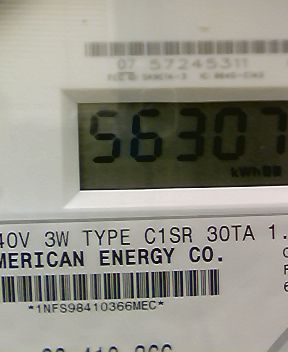 07 57245311
56307
kWh
40V 3W TYPE C1SR 30TA 1.
MERICAN ENERGY CO.
*1NFS98410366MEC*